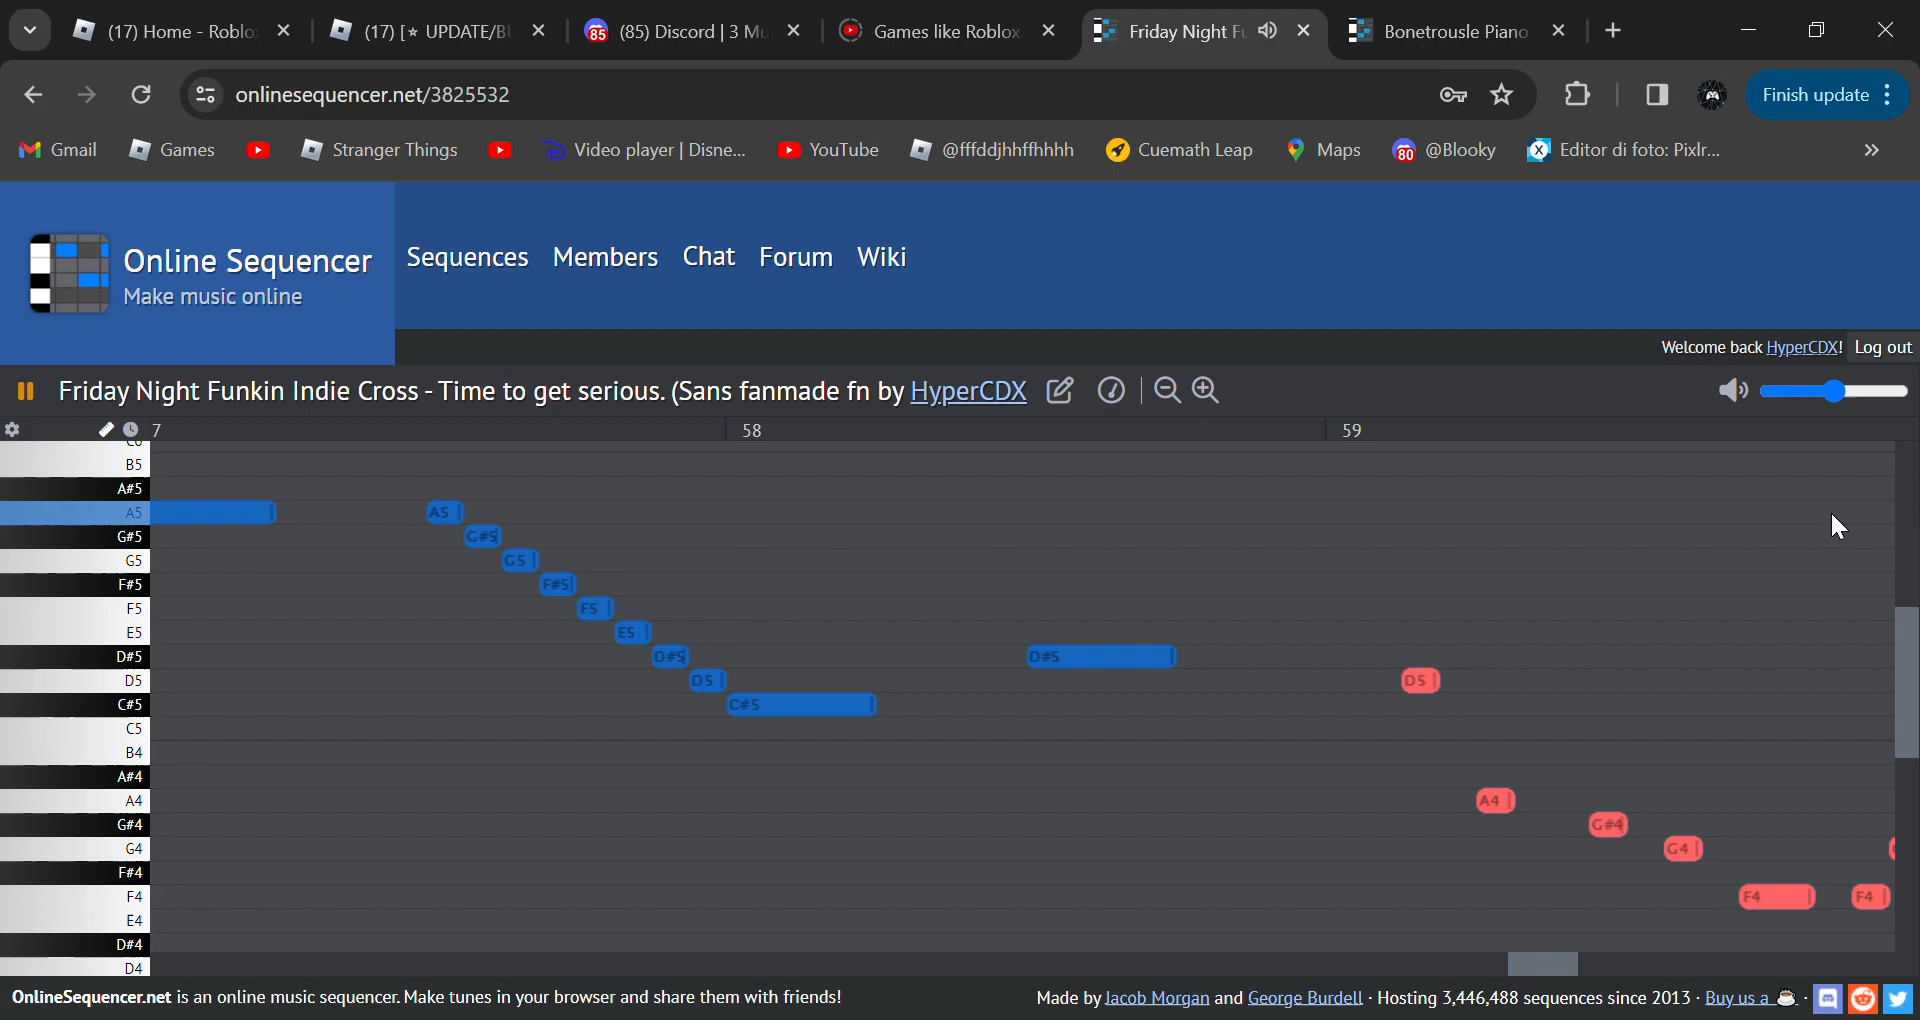 (17) Home - Roblo
(17) [★ UPDATE/B
85 (85) Discord | 3 Mu
Games like Roblox
Friday Night Fu
Bonetrousle Piano
onlinesequencer.net/3825532
Finish update
Gmail
Games
Stranger Things
Video player | Disne...
YouTube
@fffddjhhffhhhh
Cuemath Leap
Maps
80 @Blooky
Editor di foto: Pixlr...
Online Sequencer
Make music online
Sequences Members Chat Forum Wiki
Welcome back HyperCDX! Log out
Friday Night Funkin Indie Cross - Time to get serious. (Sans fanmade fn by HyperCDX
7 58 59
B5
A#5
A5 A5
G#5 G#5
G5 G5
F#5 F#5
F5 F5
E5 E5
D#5 D#5 D#5
D5 D5 D5
C#5 C#5
C5
B4
A#4
A4 A4
G#4 G#4
G4 G4
F#4
F4 F4 F4
E4
D#4
D4
OnlineSequencer.net is an online music sequencer. Make tunes in your browser and share them with friends!
Made by Jacob Morgan and George Burdell · Hosting 3,446,488 sequences since 2013 · Buy us a ☕ ·